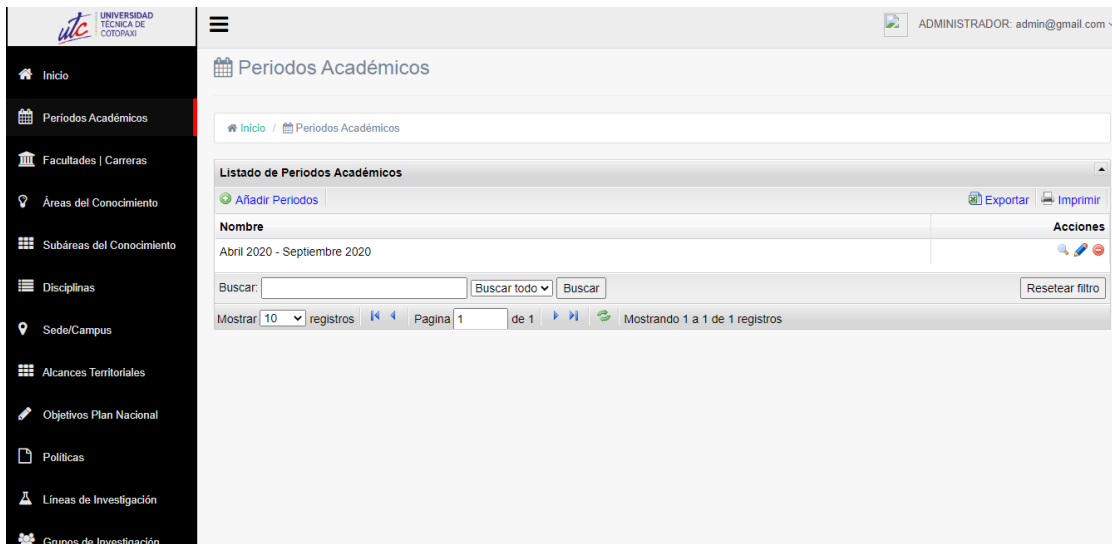 utc UNIVERSIDAD
TÉCNICA DE
COTOPAXI
ADMINISTRADOR: admin@gmail.com
Inicio
Períodos Académicos
Facultades | Carreras
Áreas del Conocimiento
Subáreas del Conocimiento
Disciplinas
Sede/Campus
Alcances Territoriales
Objetivos Plan Nacional
Políticas
Líneas de Investigación
Grupos de Investigación
Periodos Académicos
Inicio / Periodos Académicos
Listado de Periodos Académicos
Añadir Periodos Exportar Imprimir
Nombre Acciones
Abril 2020 - Septiembre 2020
Buscar: Buscar todo Buscar Resetear filtro
Mostrar 10 registros Pagina 1 de 1 Mostrando 1 a 1 de 1 registros